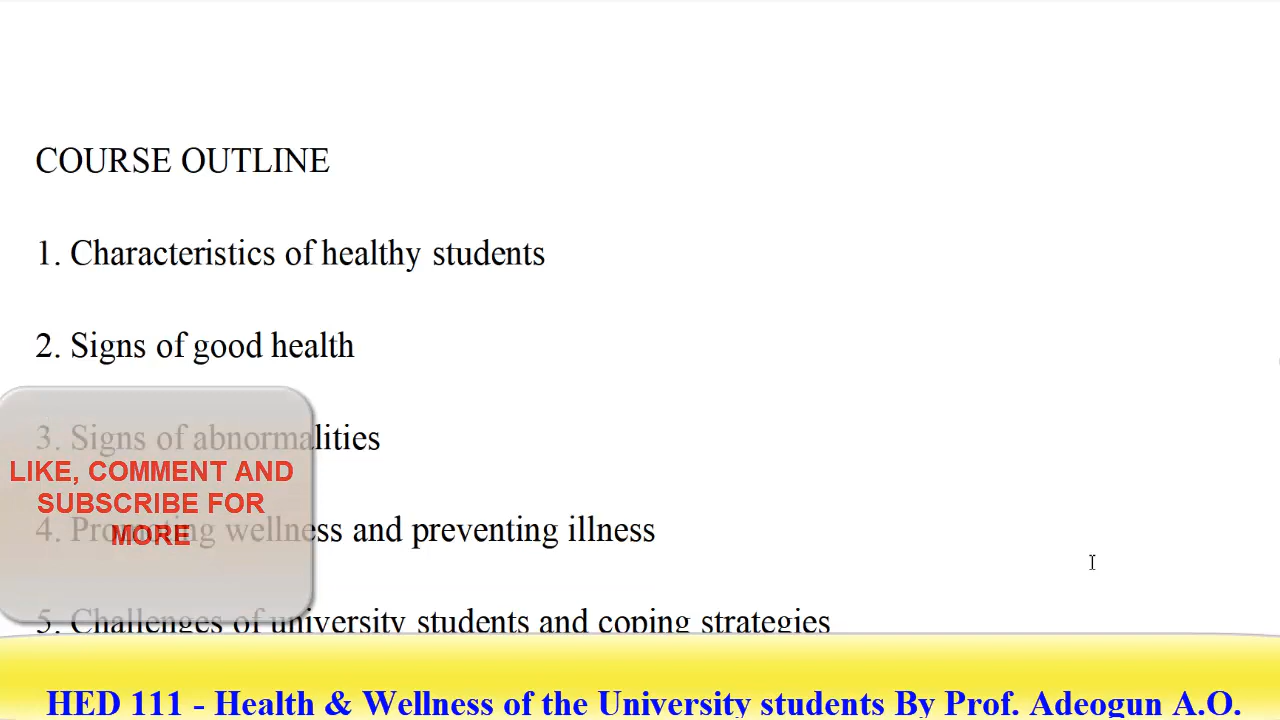 COURSE OUTLINE
1. Characteristics of healthy students
2. Signs of good health
3. Signs of abnormalities
LIKE, COMMENT AND
SUBSCRIBE FOR
MORE
4. Promoting wellness and preventing illness
5. Challenges of university students and coping strategies
HED 111 - Health & Wellness of the University students By Prof. Adeogun A.O.